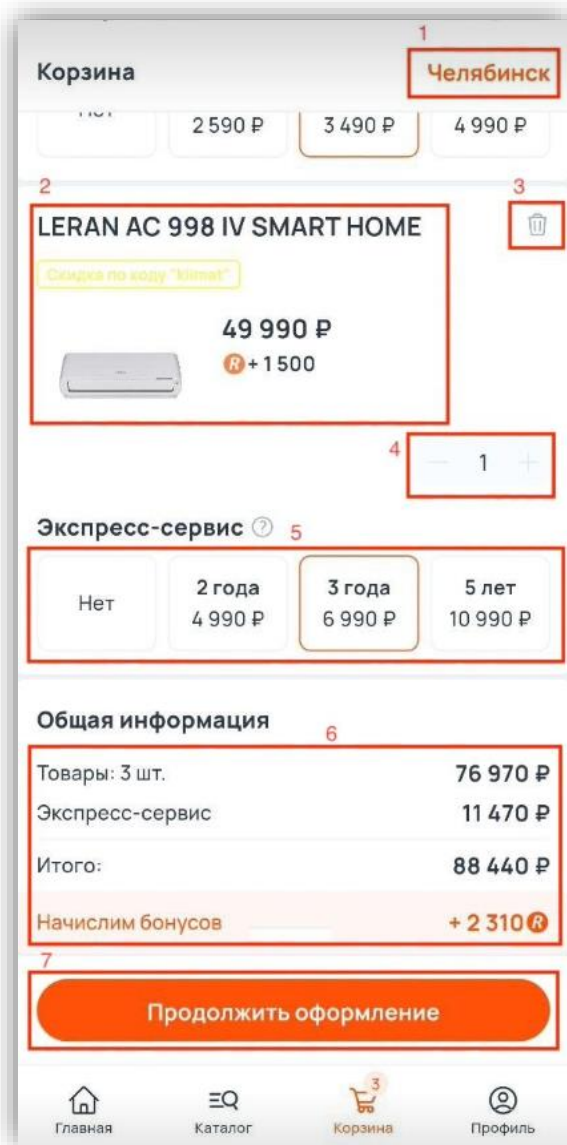 1
Корзина Челябинск
2 590 ₽ 3 490 ₽ 4 990 ₽
2 3
LERAN AC 998 IV SMART HOME
Скидка по коду "klimat"
49 990 ₽
R +1 500
4
1
Экспресс-сервис ? 5
Нет 2 года 3 года 5 лет
4 990 ₽ 6 990 ₽ 10 990 ₽
Общая информация
6
Товары: 3 шт. 76 970 ₽
Экспресс-сервис 11 470 ₽
Итого: 88 440 ₽
Начислим бонусов + 2 310 R
7
Продолжить оформление
3
Главная Каталог Корзина Профиль